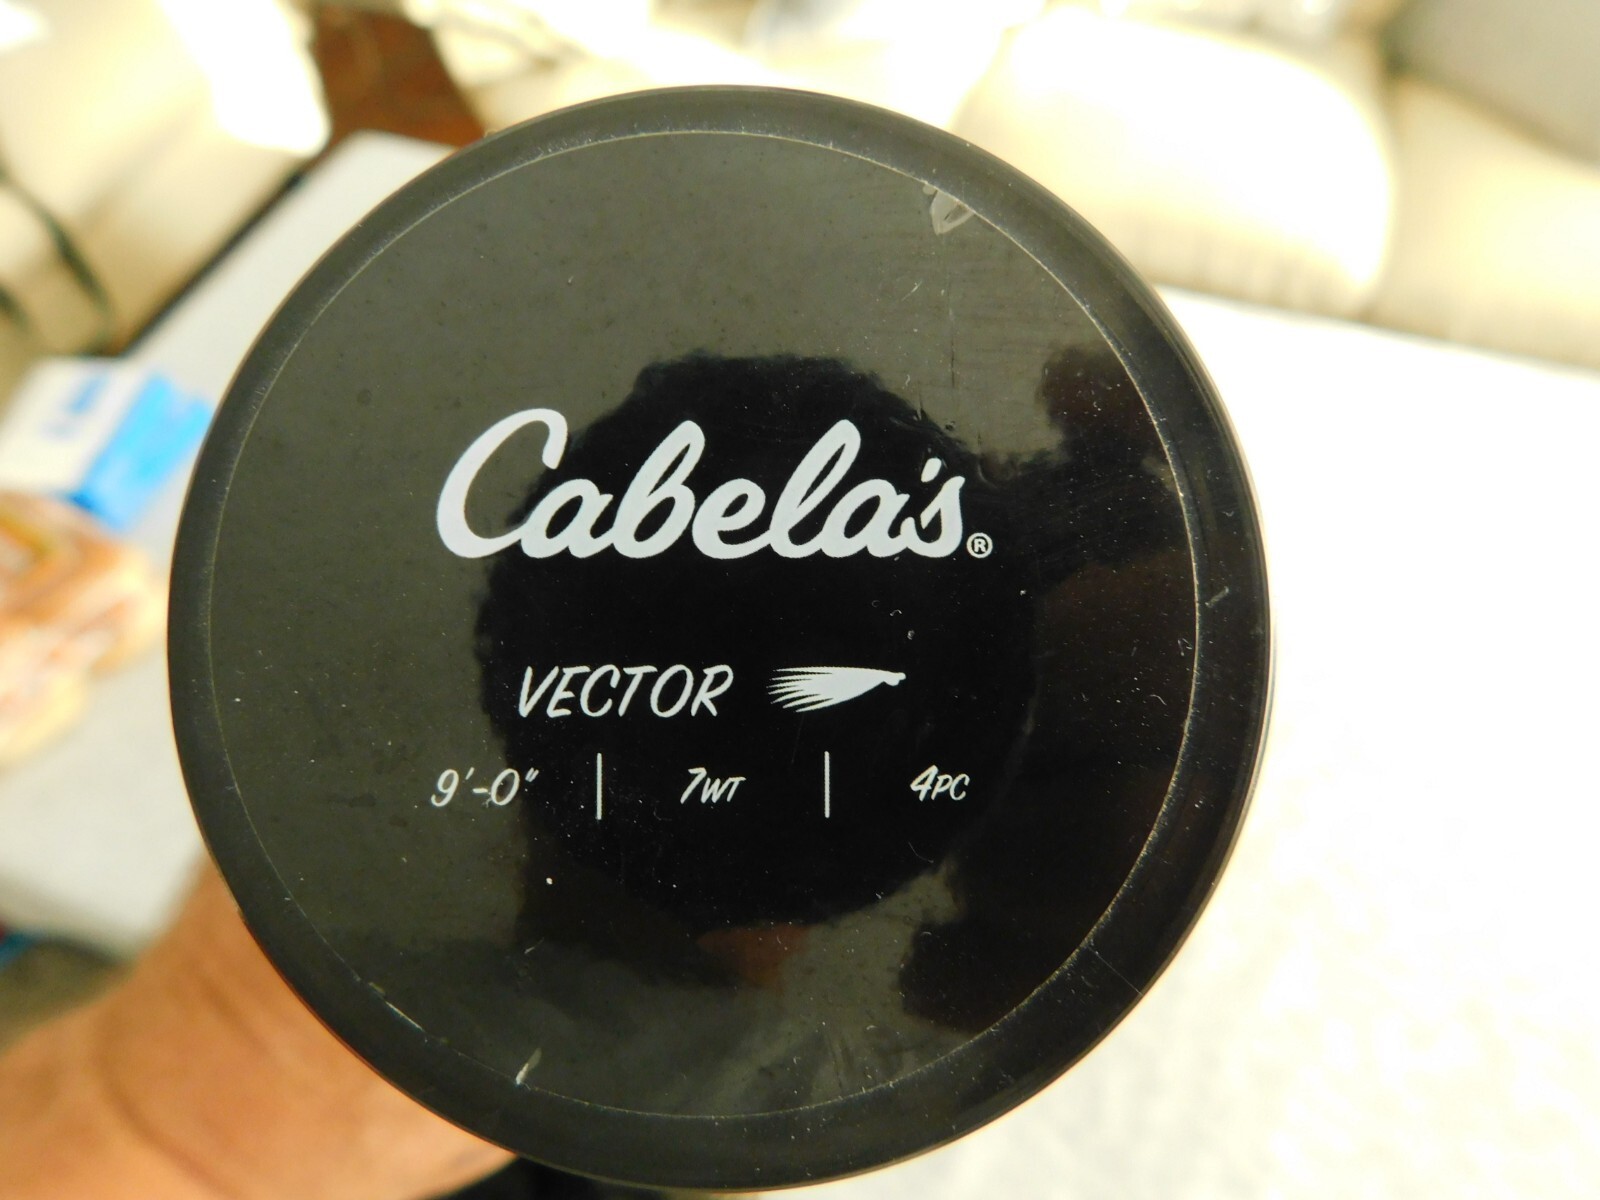 Cabela's®
VECTOR
9'-0" | 7WT | 4PC